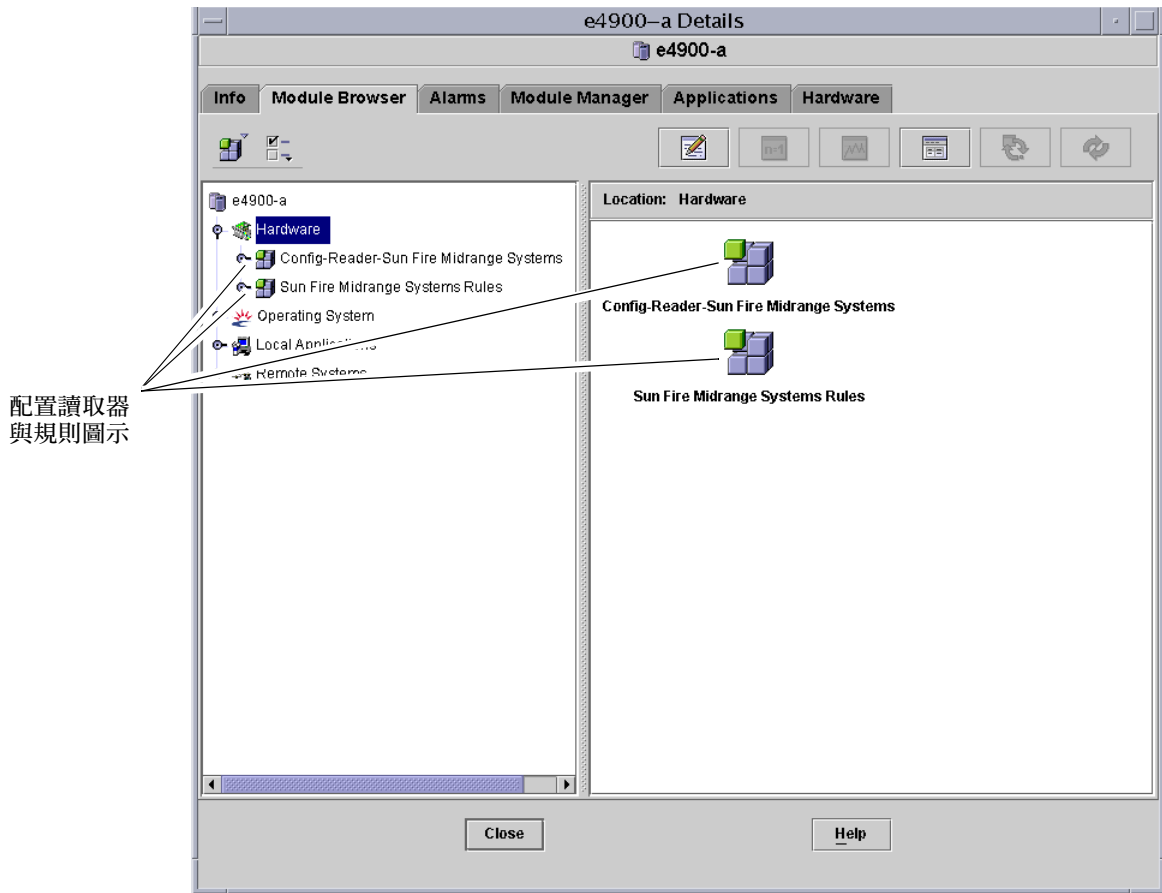 e4900–a Details
e4900-a
Info Module Browser Alarms Module Manager Applications Hardware
n=1
e4900-a
Hardware
Config-Reader-Sun Fire Midrange Systems
Sun Fire Midrange Systems Rules
Operating System
Local Applications
Remote Systems
Location: Hardware
Config-Reader-Sun Fire Midrange Systems
Sun Fire Midrange Systems Rules
配置讀取器
與規則圖示
Close Help